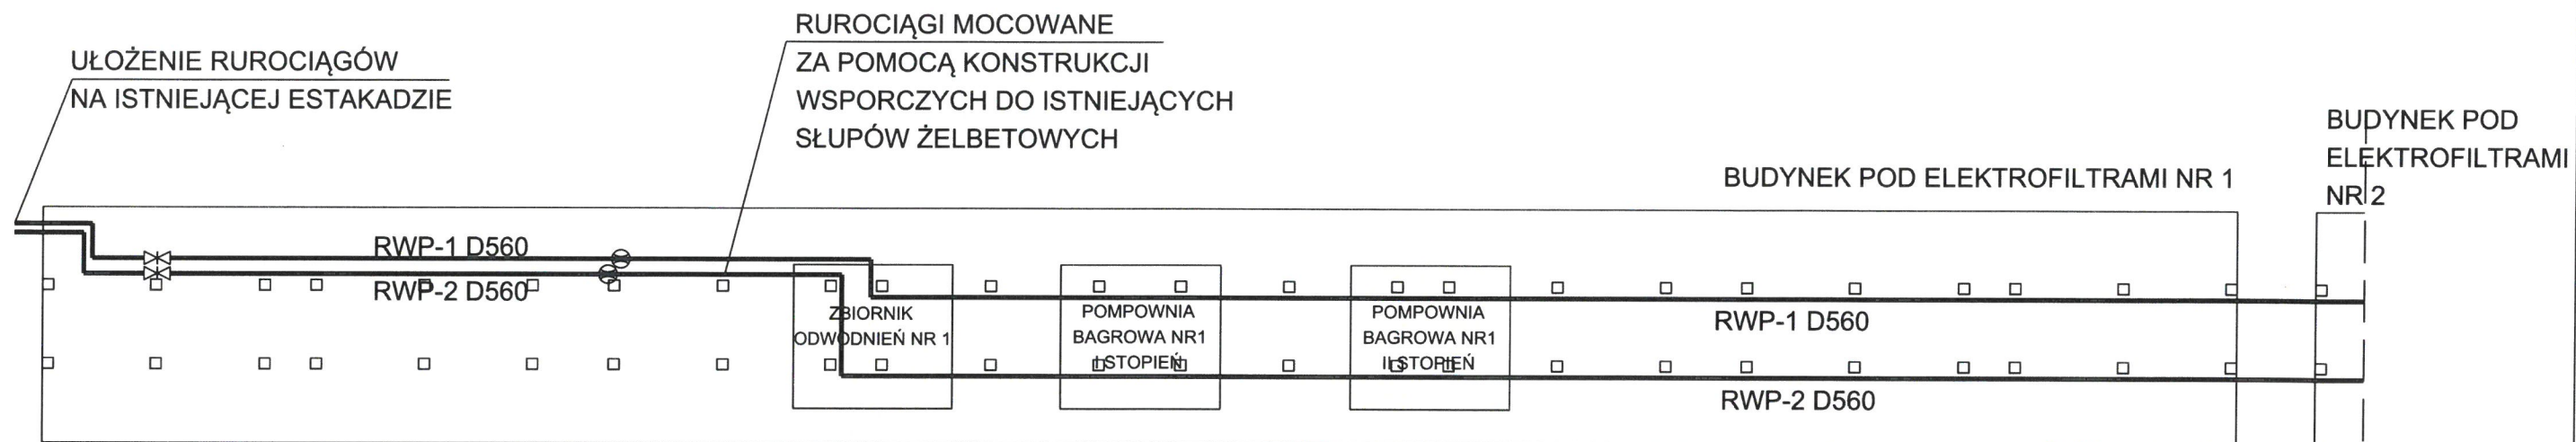 RUROCIĄGI MOCOWANE
ZA POMOCĄ KONSTRUKCJI
WSPORCZYCH DO ISTNIEJĄCYCH
SŁUPÓW ŻELBETOWYCH
UŁOŻENIE RUROCIĄGÓW
NA ISTNIEJĄCEJ ESTAKADZIE
BUDYNEK POD
ELEKTROFILTRAMI
NR 2
BUDYNEK POD ELEKTROFILTRAMI NR 1
RWP-1 D560
RWP-2 D560
ZBIORNIK
ODWODNIEŃ NR 1
POMPOWNIA
BAGROWA NR1
I STOPIEŃ
POMPOWNIA
BAGROWA NR1
II STOPIEŃ
RWP-1 D560
RWP-2 D560